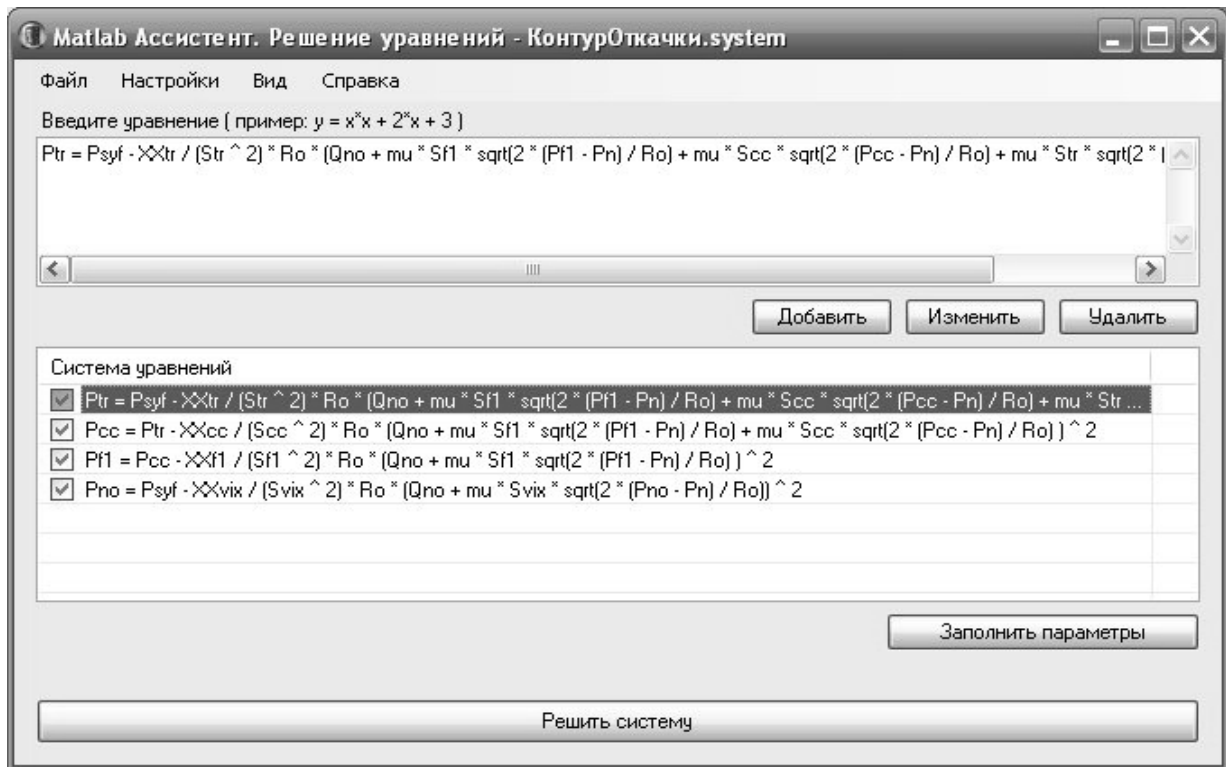 Matlab Ассистент. Решение уравнений - КонтурОткачки.system
Файл Настройки Вид Справка
Введите уравнение ( пример: y = x*x + 2*x + 3 )
Ptr = Psyf - XXtr / (Str ^ 2) * Ro * (Qno + mu * Sf1 * sqrt(2 * (Pf1 - Pn) / Ro) + mu * Scc * sqrt(2 * (Pcc - Pn) / Ro) + mu * Str * sqrt(2 * (
Добавить Изменить Удалить
Система уравнений
Ptr = Psyf - XXtr / (Str ^ 2) * Ro * (Qno + mu * Sf1 * sqrt(2 * (Pf1 - Pn) / Ro) + mu * Scc * sqrt(2 * (Pcc - Pn) / Ro) + mu * Str ...
Pcc = Ptr - XXcc / (Scc ^ 2) * Ro * (Qno + mu * Sf1 * sqrt(2 * (Pf1 - Pn) / Ro) + mu * Scc * sqrt(2 * (Pcc - Pn) / Ro) ) ^ 2
Pf1 = Pcc - XXf1 / (Sf1 ^ 2) * Ro * (Qno + mu * Sf1 * sqrt(2 * (Pf1 - Pn) / Ro) ) ^ 2
Pno = Psyf - XXvix / (Svix ^ 2) * Ro * (Qno + mu * Svix * sqrt(2 * (Pno - Pn) / Ro)) ^ 2
Заполнить параметры
Решить систему